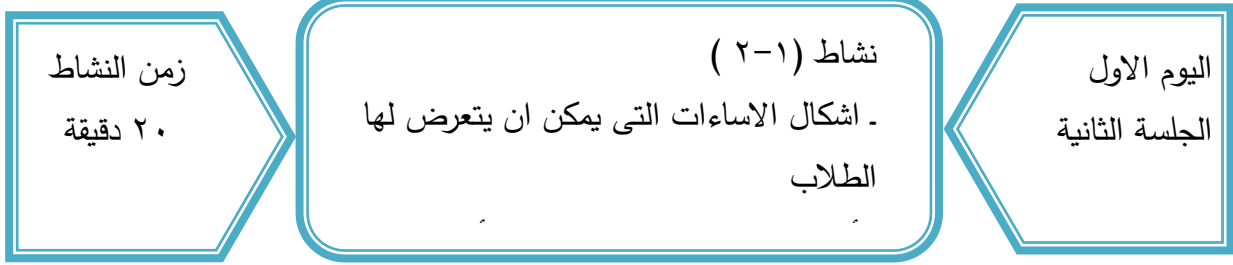 اليوم الاول
الجلسة الثانية
نشاط (١-٢ )
ـ اشكال الاساءات التى يمكن ان يتعرض لها
الطلاب
زمن النشاط
٢٠ دقيقة